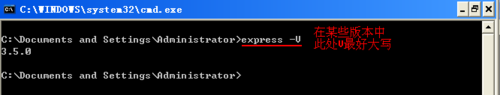 C:\WINDOWS\system32\cmd.exe
C:\Documents and Settings\Administrator>express -V
在某些版本中
此处V最好大写
3.5.0
C:\Documents and Settings\Administrator>